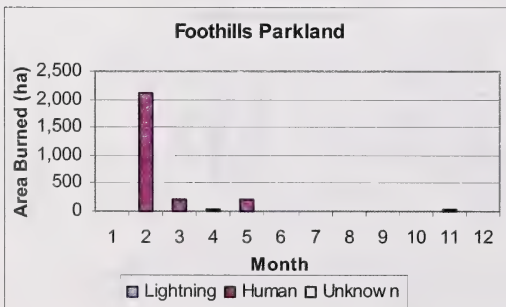 Foothills Parkland
Area Burned (ha)
2,500
2,000
1,500
1,000
500
0
1 2 3 4 5 6 7 8 9 10 11 12
Month
Lightning Human Unknown